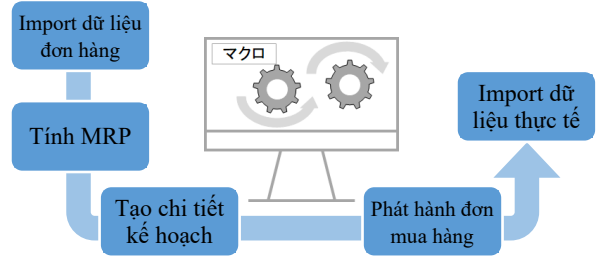 Import dữ liệu
đơn hàng
マクロ
Tính MRP
Import dữ
liệu thực tế
Tạo chi tiết
kế hoạch
Phát hành đơn
mua hàng